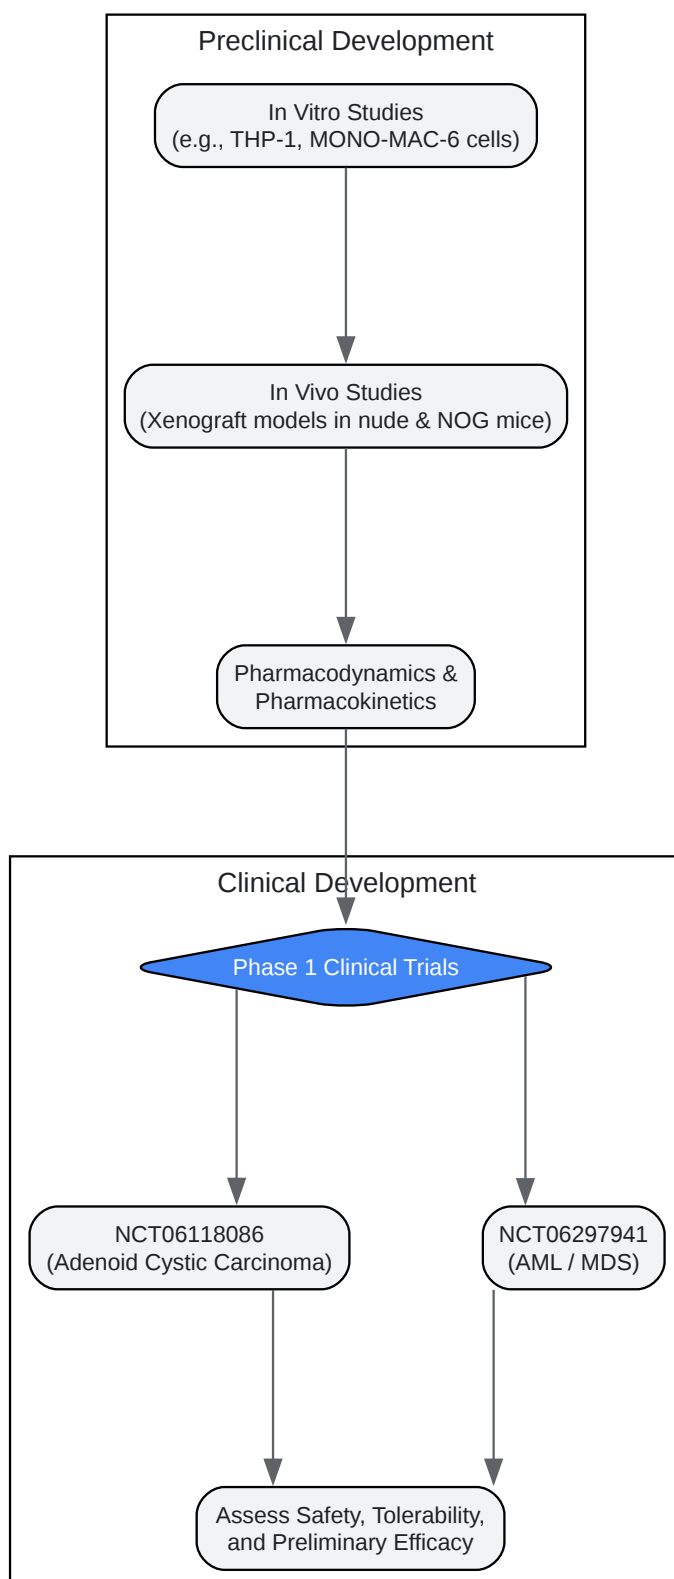 Preclinical Development
In Vitro Studies
(e.g., THP-1, MONO-MAC-6 cells)
In Vivo Studies
(Xenograft models in nude & NOG mice)
Pharmacodynamics &
Pharmacokinetics
Clinical Development
Phase 1 Clinical Trials
NCT06118086
(Adenoid Cystic Carcinoma)
NCT06297941
(AML / MDS)
Assess Safety, Tolerability,
and Preliminary Efficacy